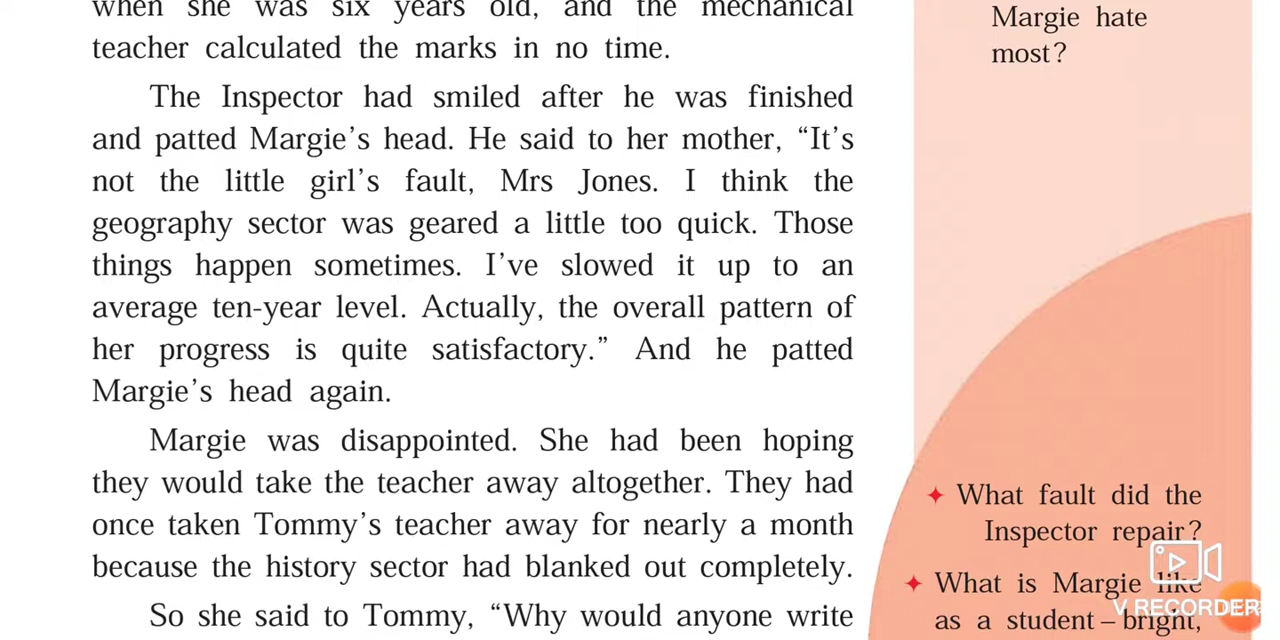 when she was six years old, and the mechanical
teacher calculated the marks in no time.
The Inspector had smiled after he was finished
and patted Margie’s head. He said to her mother, “It’s
not the little girl’s fault, Mrs Jones. I think the
geography sector was geared a little too quick. Those
things happen sometimes. I’ve slowed it up to an
average ten-year level. Actually, the overall pattern of
her progress is quite satisfactory.” And he patted
Margie’s head again.
Margie was disappointed. She had been hoping
they would take the teacher away altogether. They had
once taken Tommy’s teacher away for nearly a month
because the history sector had blanked out completely.
So she said to Tommy, “Why would anyone write
Margie hate
most?
What fault did the
Inspector repair?
What is Margie like
as a student – bright,
V RECORDER